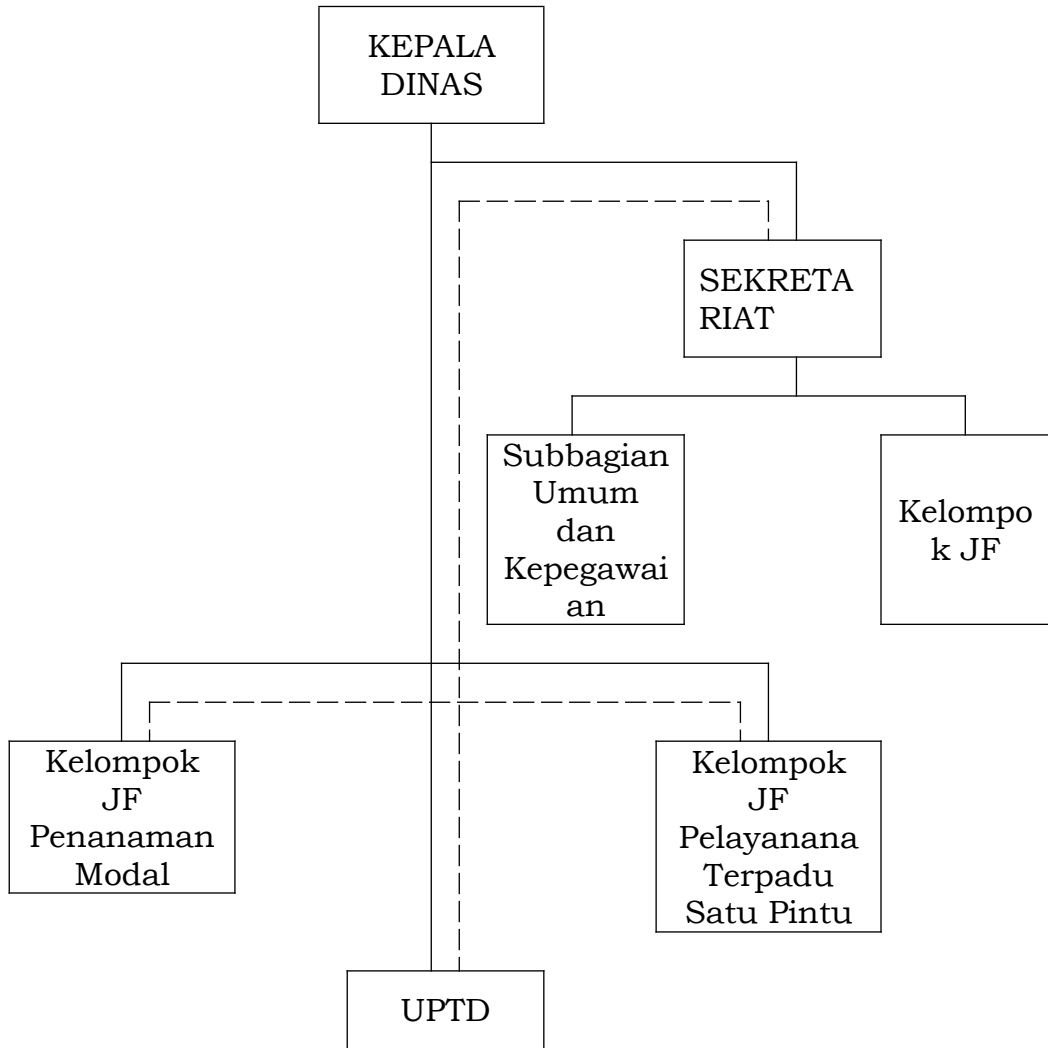 KEPALA
DINAS
SEKRETA
RIAT
Subbagian
Umum
dan
Kepegawai
an
Kelompo
k JF
Kelompok
JF
Penanaman
Modal
Kelompok
JF
Pelayanana
Terpadu
Satu Pintu
UPTD